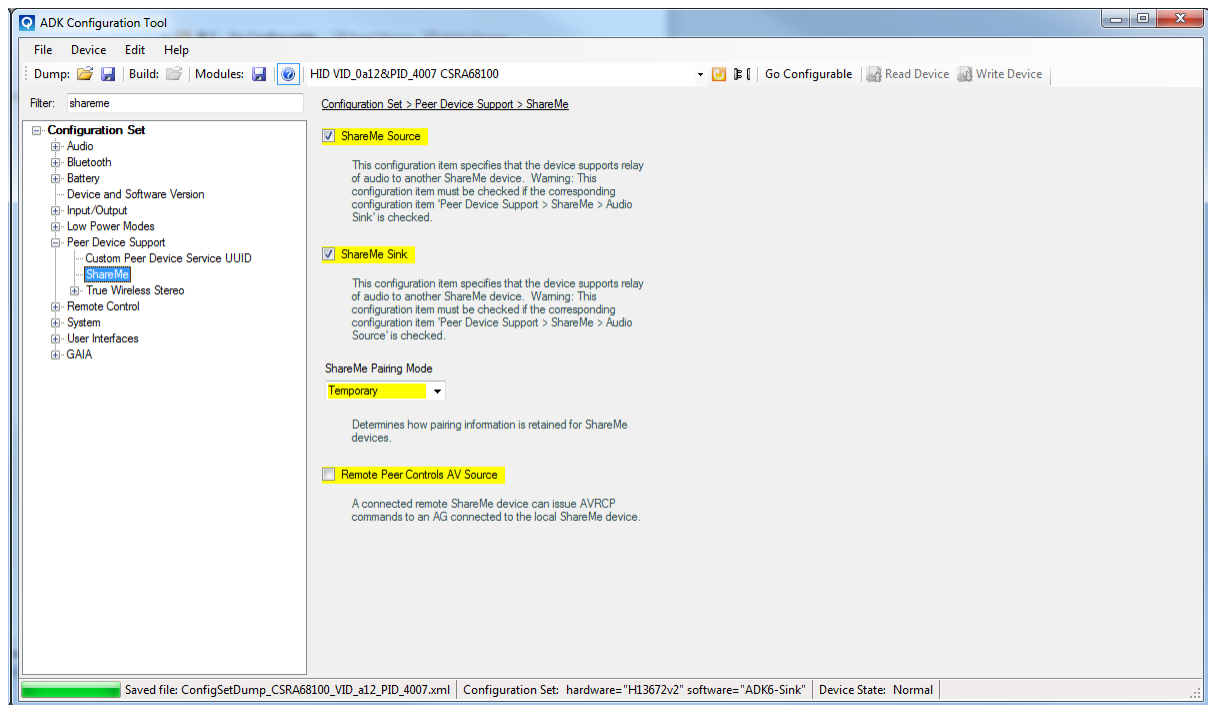 ADK Configuration Tool
File Device Edit Help
Dump: Build: Modules: HID VID_0a12&PID_4007 CSRA68100 Go Configurable Read Device Write Device
Filter: shareme
Configuration Set > Peer Device Support > ShareMe
Configuration Set
Audio
Bluetooth
Battery
Device and Software Version
Input/Output
Low Power Modes
Peer Device Support
Custom Peer Device Service UUID
ShareMe
True Wireless Stereo
Remote Control
System
User Interfaces
GAIA
ShareMe Source
This configuration item specifies that the device supports relay
of audio to another ShareMe device. Warning: This
configuration item must be checked if the corresponding
configuration item 'Peer Device Support > ShareMe > Audio
Sink' is checked.
ShareMe Sink
This configuration item specifies that the device supports relay
of audio to another ShareMe device. Warning: This
configuration item must be checked if the corresponding
configuration item 'Peer Device Support > ShareMe > Audio
Source' is checked.
ShareMe Pairing Mode
Temporary
Determines how pairing information is retained for ShareMe
devices.
Remote Peer Controls AV Source
A connected remote ShareMe device can issue AVRCP
commands to an AG connected to the local ShareMe device.
Saved file: ConfigSetDump_CSRA68100_VID_a12_PID_4007.xml Configuration Set: hardware="H13672v2" software="ADK6-Sink" Device State: Normal